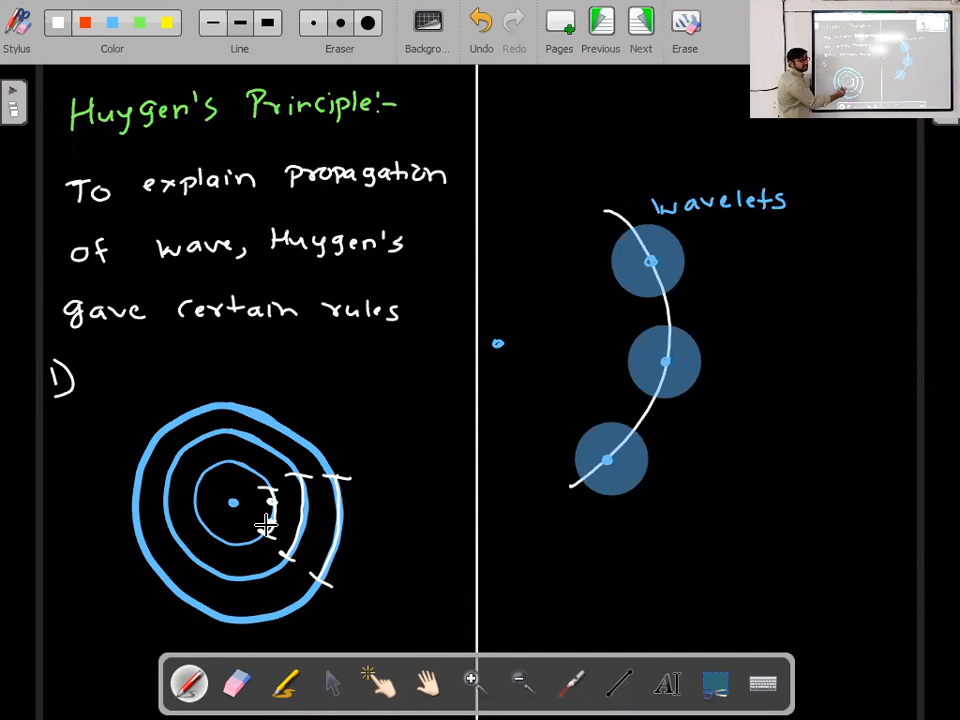 Stylus
Color
Line
Eraser
Backgro...
Undo
Redo
Pages
Previous
Next
Erase
Huygen's Principle:-
To explain propagation
of wave, Huygen's
gave certain rules
1)
wavelets
AI